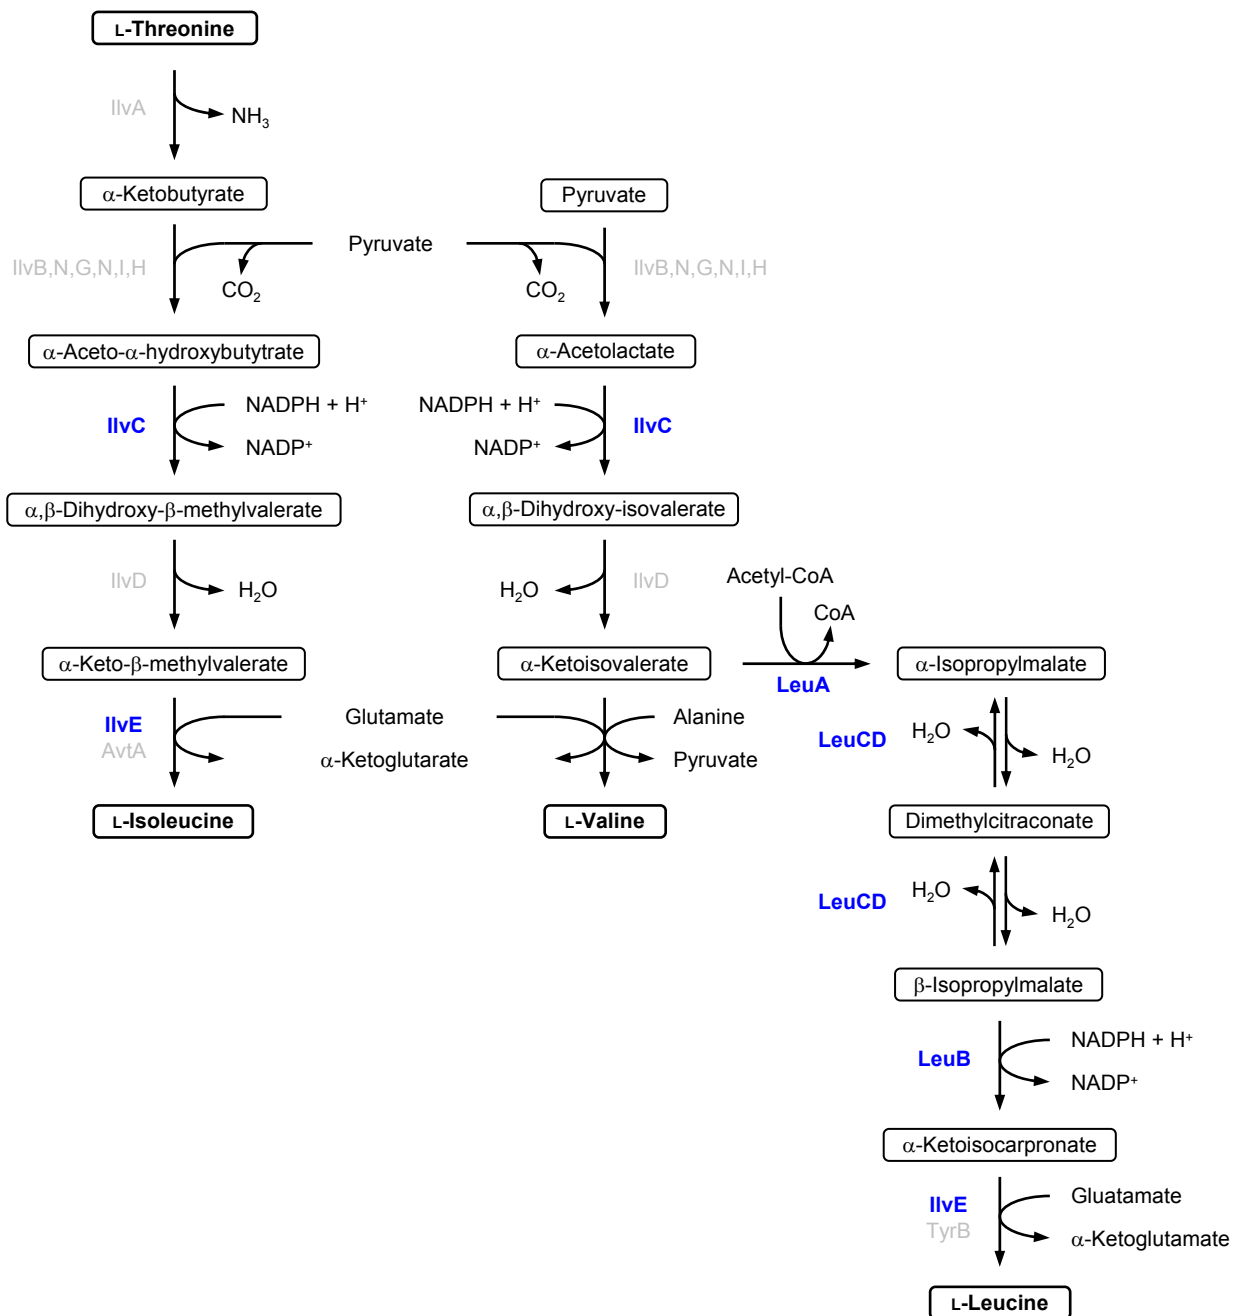 L-Threonine
IlvA
NH3
α-Ketobutyrate
Pyruvate
IlvB,N,G,N,I,H
Pyruvate
IlvB,N,G,N,I,H
CO2
CO2
α-Aceto-α-hydroxybutytrate
α-Acetolactate
NADPH + H+
NADPH + H+
IlvC
IlvC
NADP+
NADP+
α,β-Dihydroxy-β-methylvalerate
α,β-Dihydroxy-isovalerate
IlvD
H2O
H2O
IlvD
Acetyl-CoA
CoA
α-Keto-β-methylvalerate
α-Ketoisovalerate
α-Isopropylmalate
LeuA
IlvE
AvtA
Glutamate
Alanine
α-Ketoglutarate
Pyruvate
LeuCD
H2O
H2O
L-Isoleucine
L-Valine
Dimethylcitraconate
LeuCD
H2O
H2O
β-Isopropylmalate
NADPH + H+
LeuB
NADP+
α-Ketoisocarpronate
IlvE
TyrB
Gluatamate
α-Ketoglutamate
L-Leucine